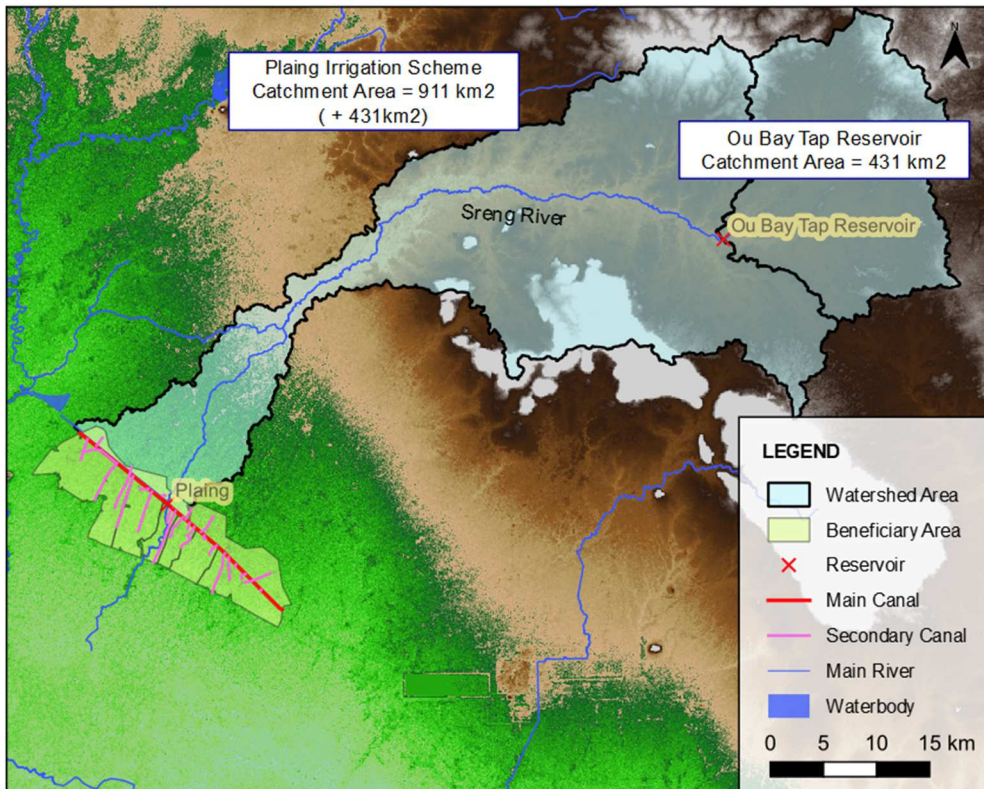 N
Plaing Irrigation Scheme
Catchment Area = 911 km2
( + 431km2)
Ou Bay Tap Reservoir
Catchment Area = 431 km2
Sreng River
Ou Bay Tap Reservoir
Plaing
LEGEND
Watershed Area
Beneficiary Area
Reservoir
Main Canal
Secondary Canal
Main River
Waterbody
0 5 10 15 km